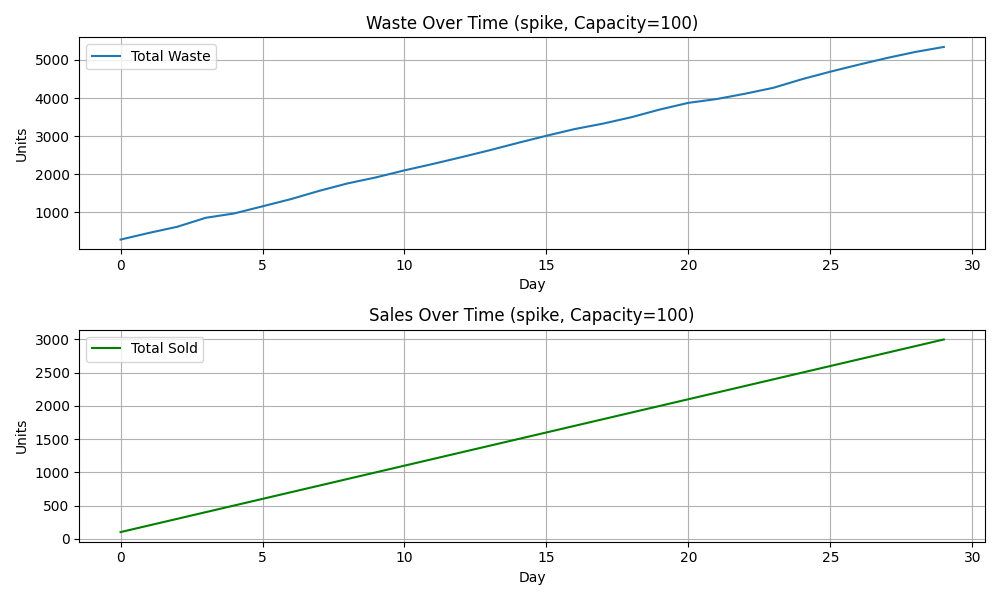 Waste Over Time (spike, Capacity=100)
Total Waste
5000
4000
3000
2000
1000
Units
0 5 10 15 20 25 30
Day
Sales Over Time (spike, Capacity=100)
Total Sold
3000
2500
2000
1500
1000
500
0
Units
0 5 10 15 20 25 30
Day